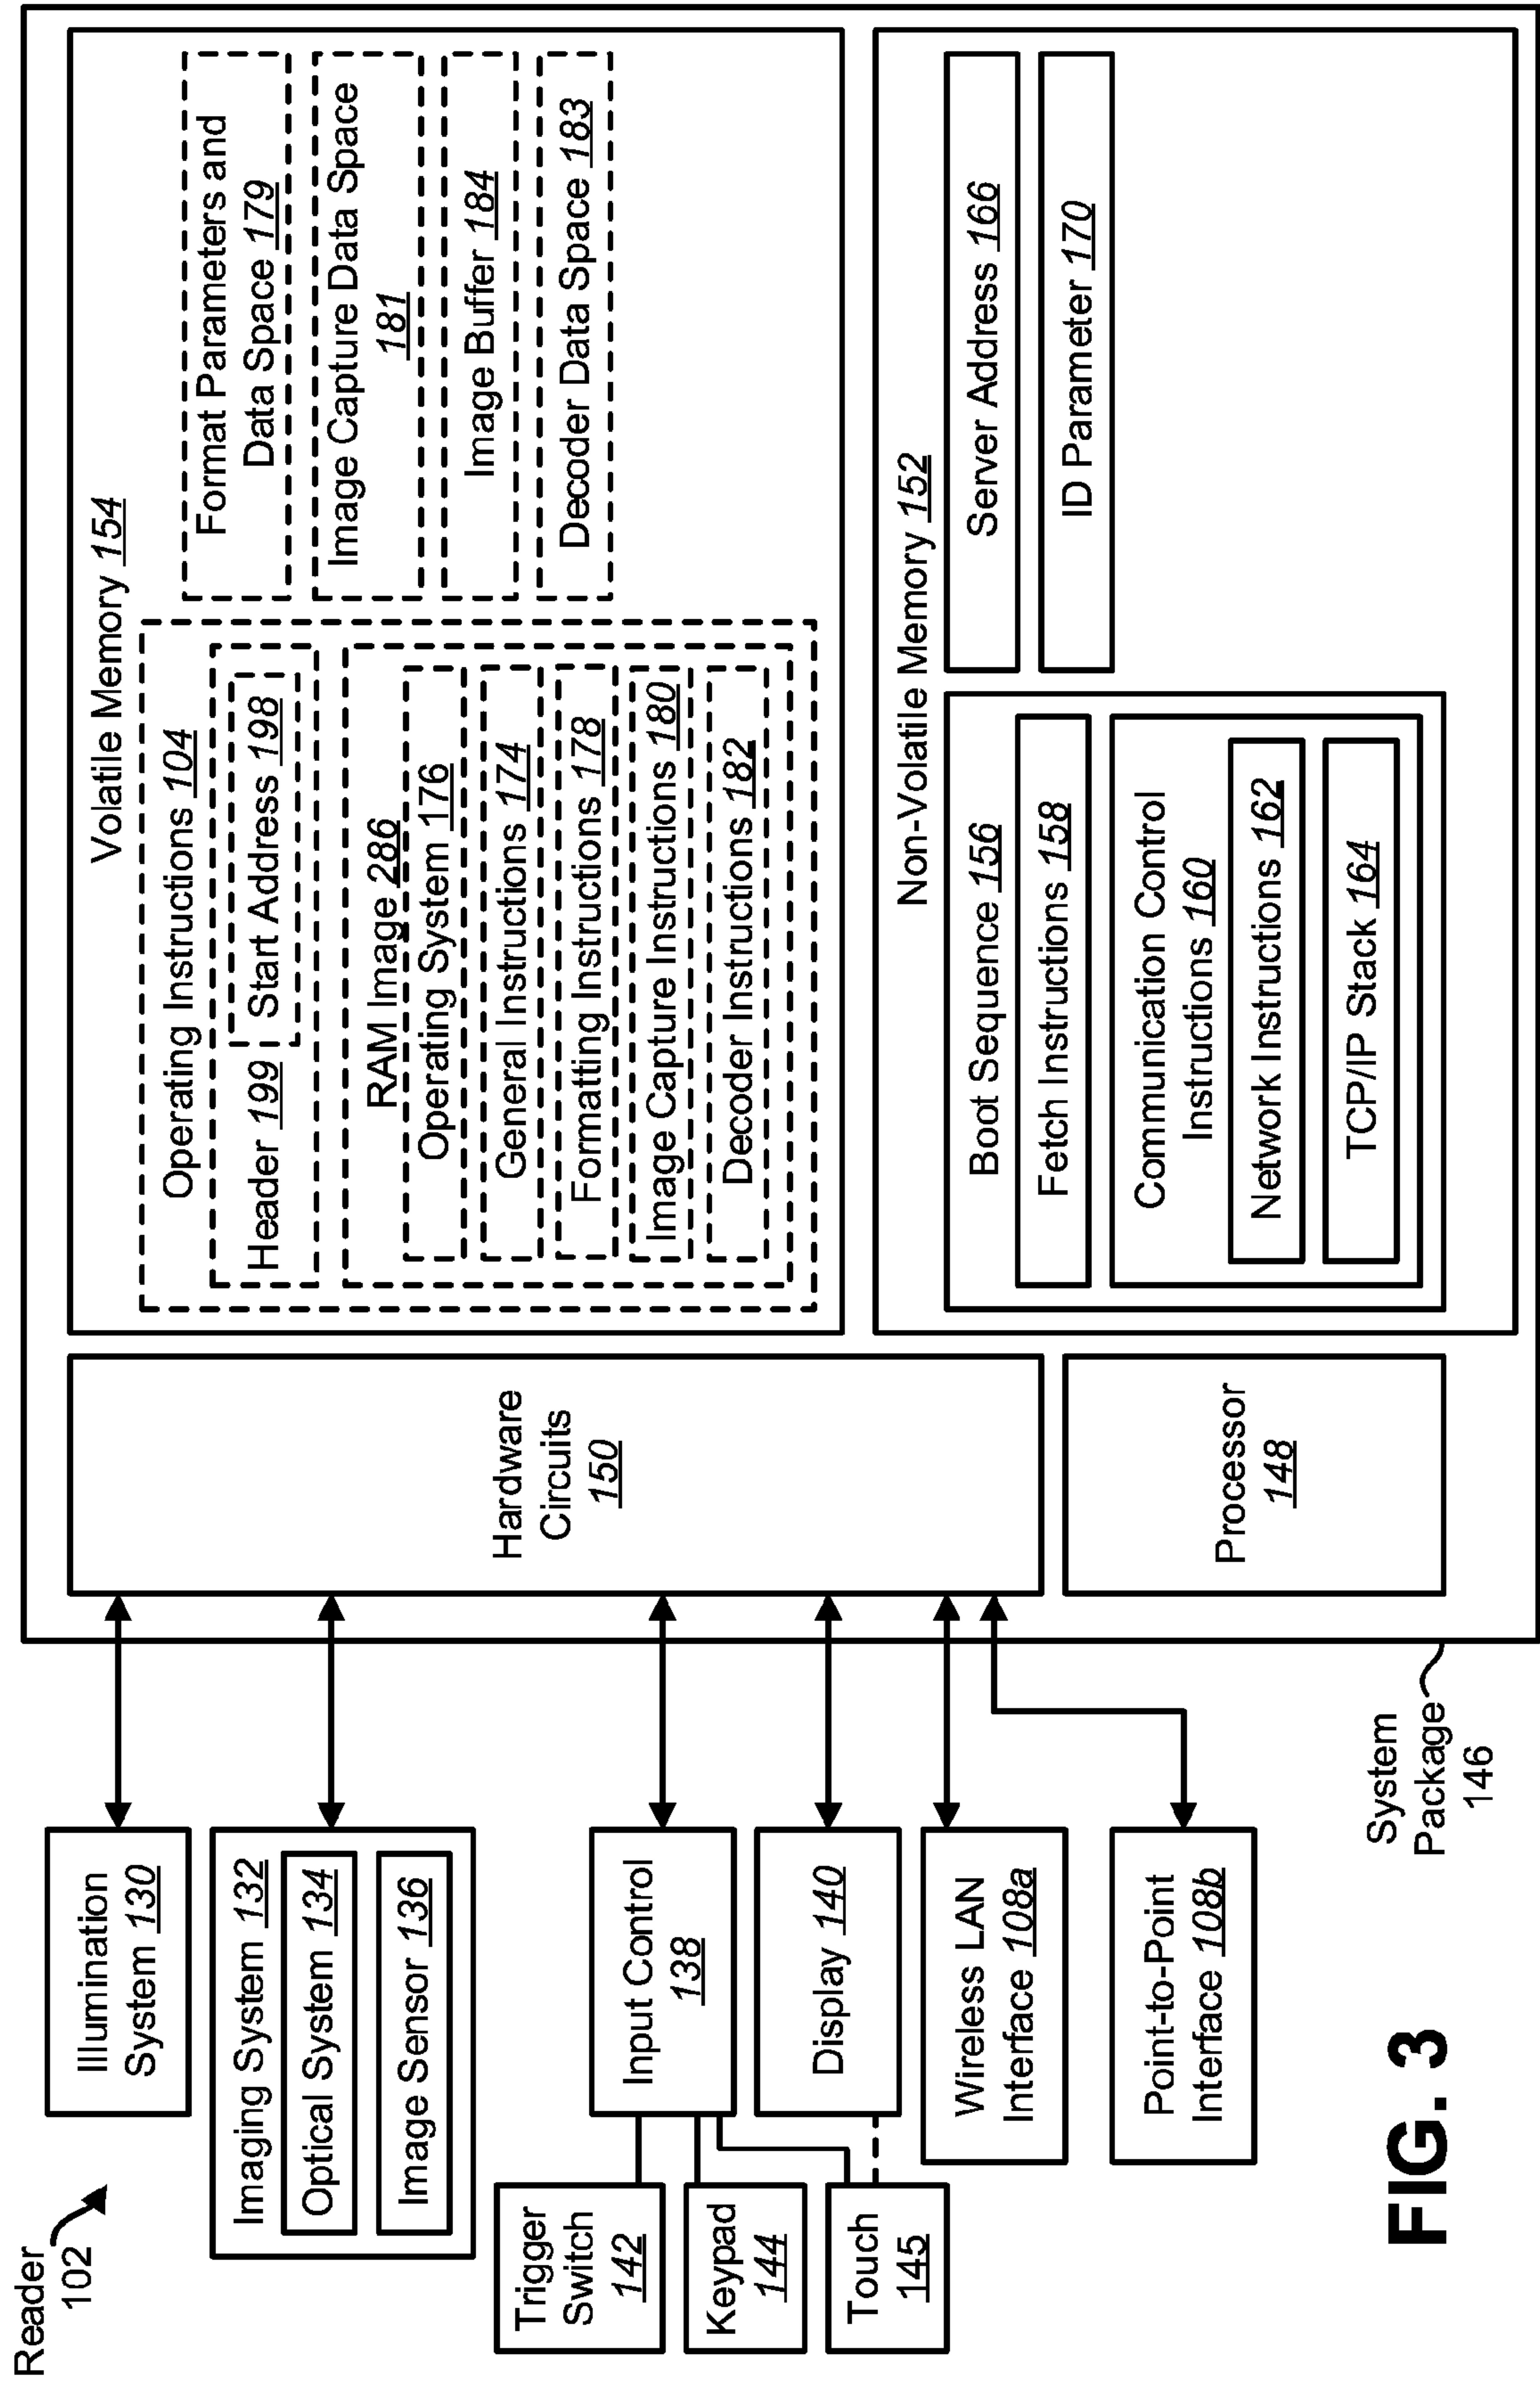 Reader
102
Illumination
System 130
Imaging System 132
Optical System 134
Image Sensor 136
Trigger
Switch
142
Keypad
144
Touch
145
Input Control
138
Display 140
Wireless LAN
Interface 108a
Point-to-Point
Interface 108b
System
Package
146
Hardware
Circuits
150
Processor
148
Volatile Memory 154
Operating Instructions 104
Header 199
Start Address 198
RAM Image 286
Operating System 176
General Instructions 174
Formatting Instructions 178
Image Capture Instructions 180
Decoder Instructions 182
Format Parameters and
Data Space 179
Image Capture Data Space
181
Image Buffer 184
Decoder Data Space 183
Non-Volatile Memory 152
Boot Sequence 156
Fetch Instructions 158
Communication Control
Instructions 160
Network Instructions 162
TCP/IP Stack 164
Server Address 166
ID Parameter 170
FIG. 3